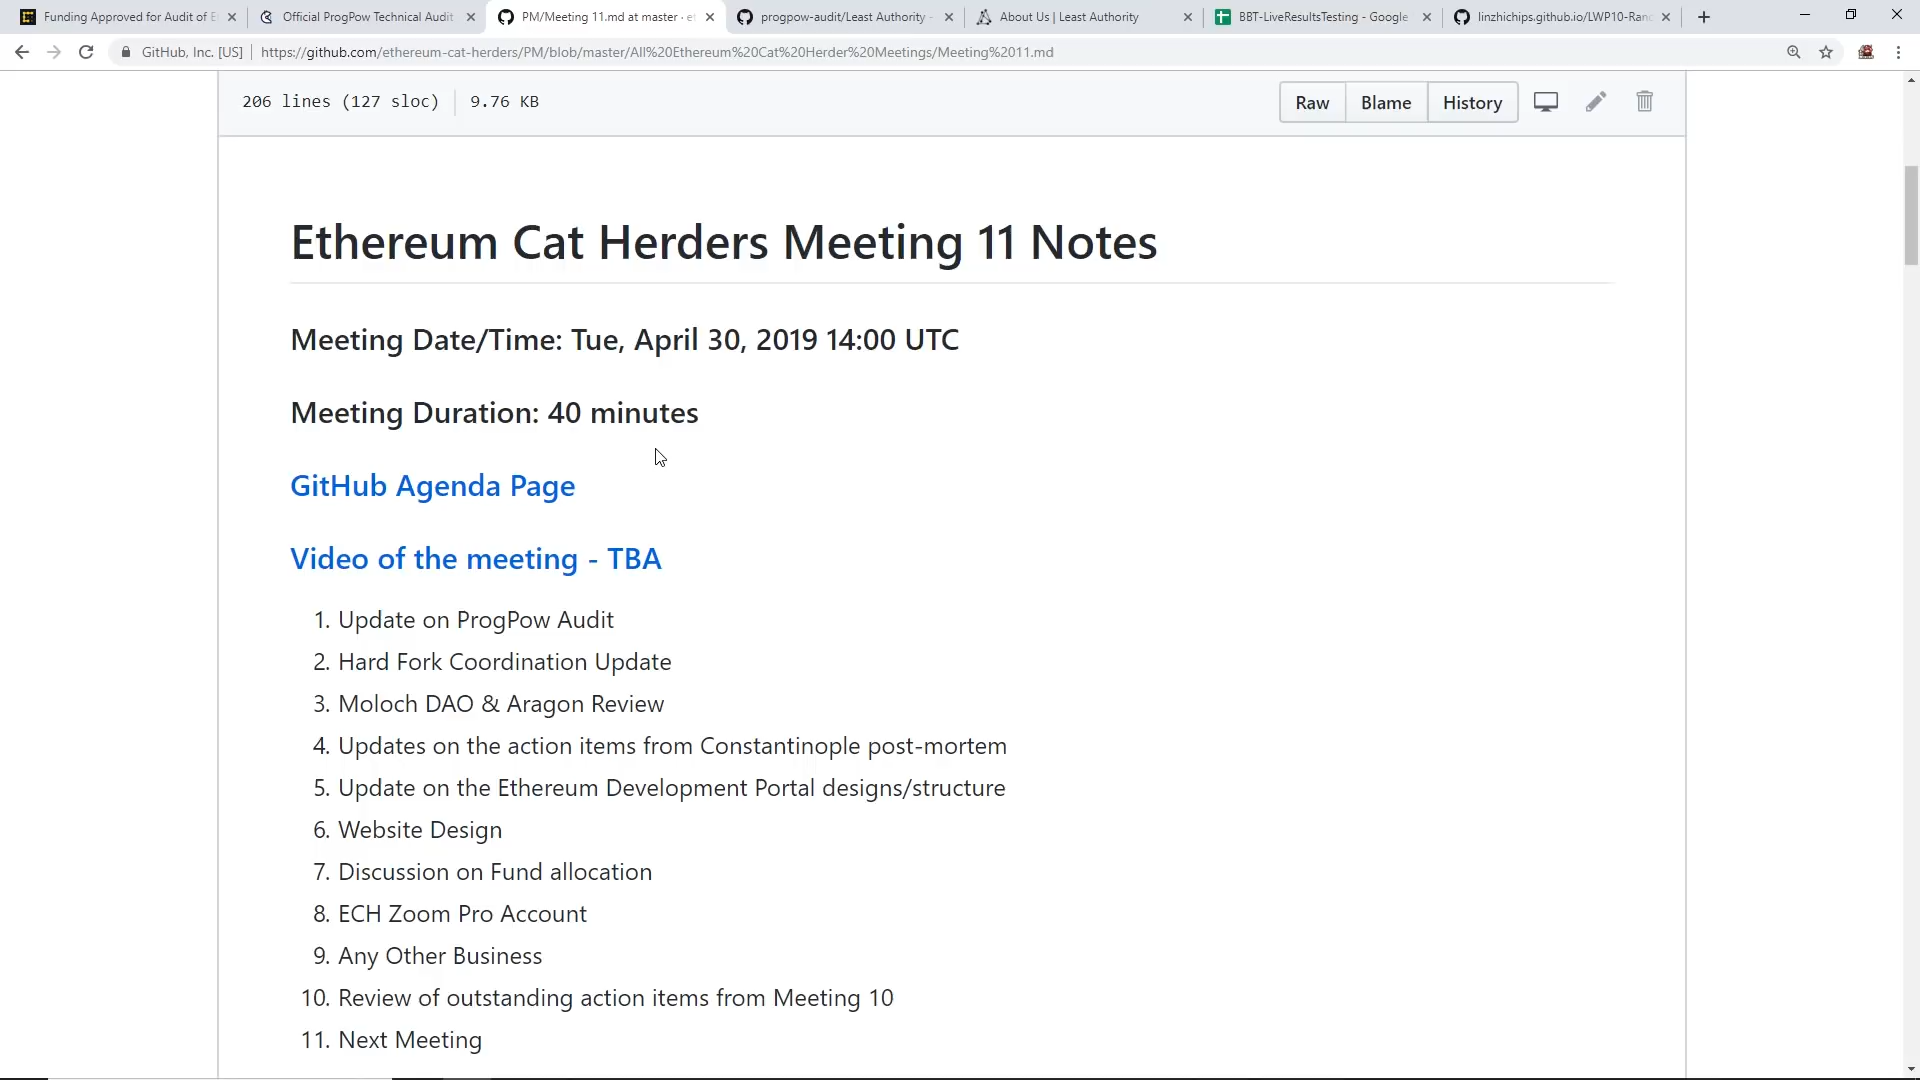 Funding Approved for Audit of E
Official ProgPow Technical Audit
PM/Meeting 11.md at master · e
progpow-audit/Least Authority -
About Us | Least Authority
BBT-LiveResultsTesting - Google
linzhichips.github.io/LWP10-Ran
GitHub, Inc. [US] | https://github.com/ethereum-cat-herders/PM/blob/master/All%20Ethereum%20Cat%20Herder%20Meetings/Meeting%2011.md
206 lines (127 sloc) 9.76 KB
Raw Blame History
Ethereum Cat Herders Meeting 11 Notes
Meeting Date/Time: Tue, April 30, 2019 14:00 UTC
Meeting Duration: 40 minutes
GitHub Agenda Page
Video of the meeting - TBA
1. Update on ProgPow Audit
2. Hard Fork Coordination Update
3. Moloch DAO & Aragon Review
4. Updates on the action items from Constantinople post-mortem
5. Update on the Ethereum Development Portal designs/structure
6. Website Design
7. Discussion on Fund allocation
8. ECH Zoom Pro Account
9. Any Other Business
10. Review of outstanding action items from Meeting 10
11. Next Meeting